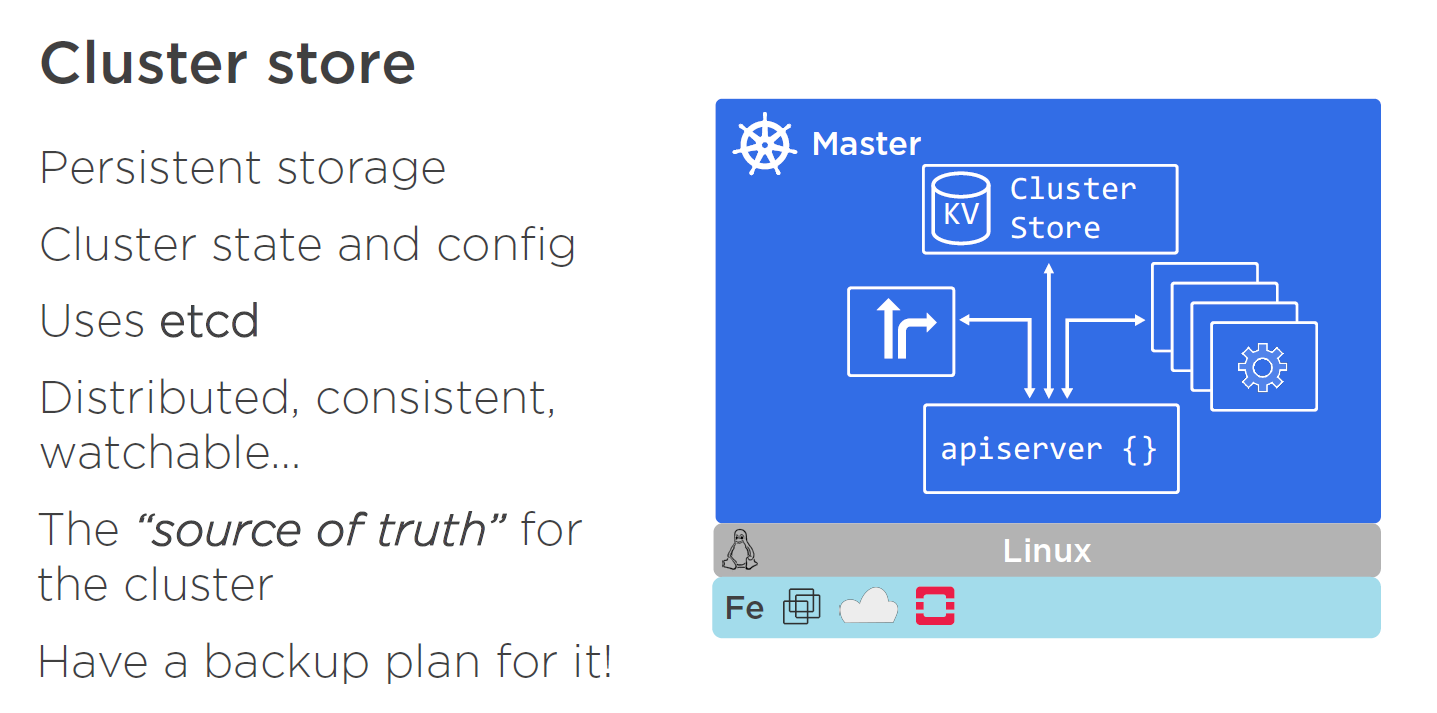 Cluster store
Persistent storage
Cluster state and config
Uses etcd
Distributed, consistent,
watchable...
The “source of truth” for
the cluster
Have a backup plan for it!
Master
KV
Cluster
Store
apiserver {}
Linux
Fe